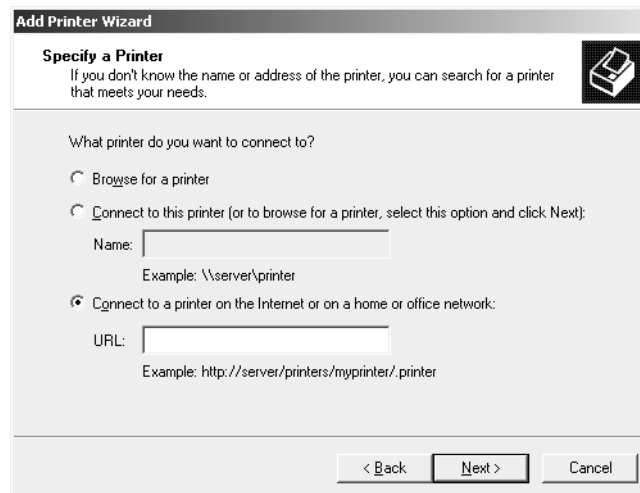 Add Printer Wizard
Specify a Printer
If you don't know the name or address of the printer, you can search for a printer
that meets your needs.
What printer do you want to connect to?
Browse for a printer
Connect to this printer (or to browse for a printer, select this option and click Next):
Name:
Example: \\server\printer
Connect to a printer on the Internet or on a home or office network:
URL:
Example: http://server/printers/myprinter/.printer
< Back Next > Cancel